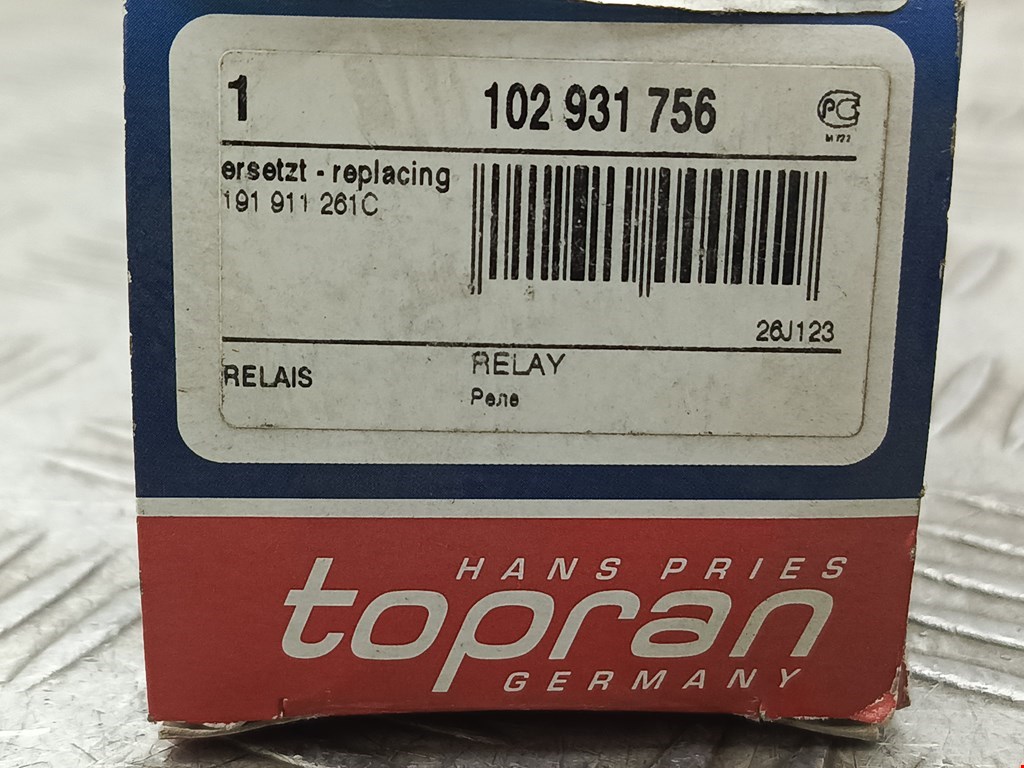 1 102 931 756
ersetzt - replacing
191 911 261C
26J123
RELAIS
RELAY
Реле
HANS PRIES
topran
GERMANY